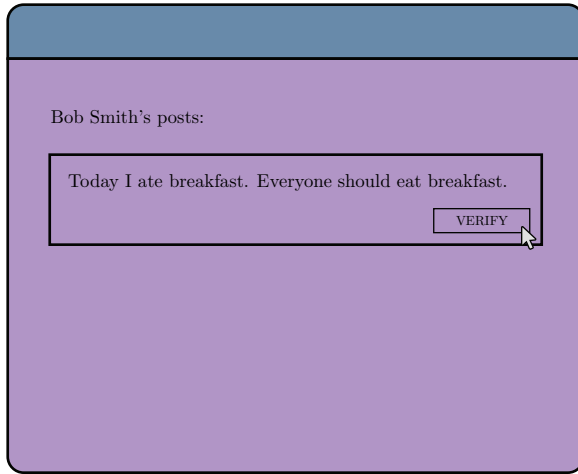 Bob Smith's posts:
Today I ate breakfast. Everyone should eat breakfast.
VERIFY